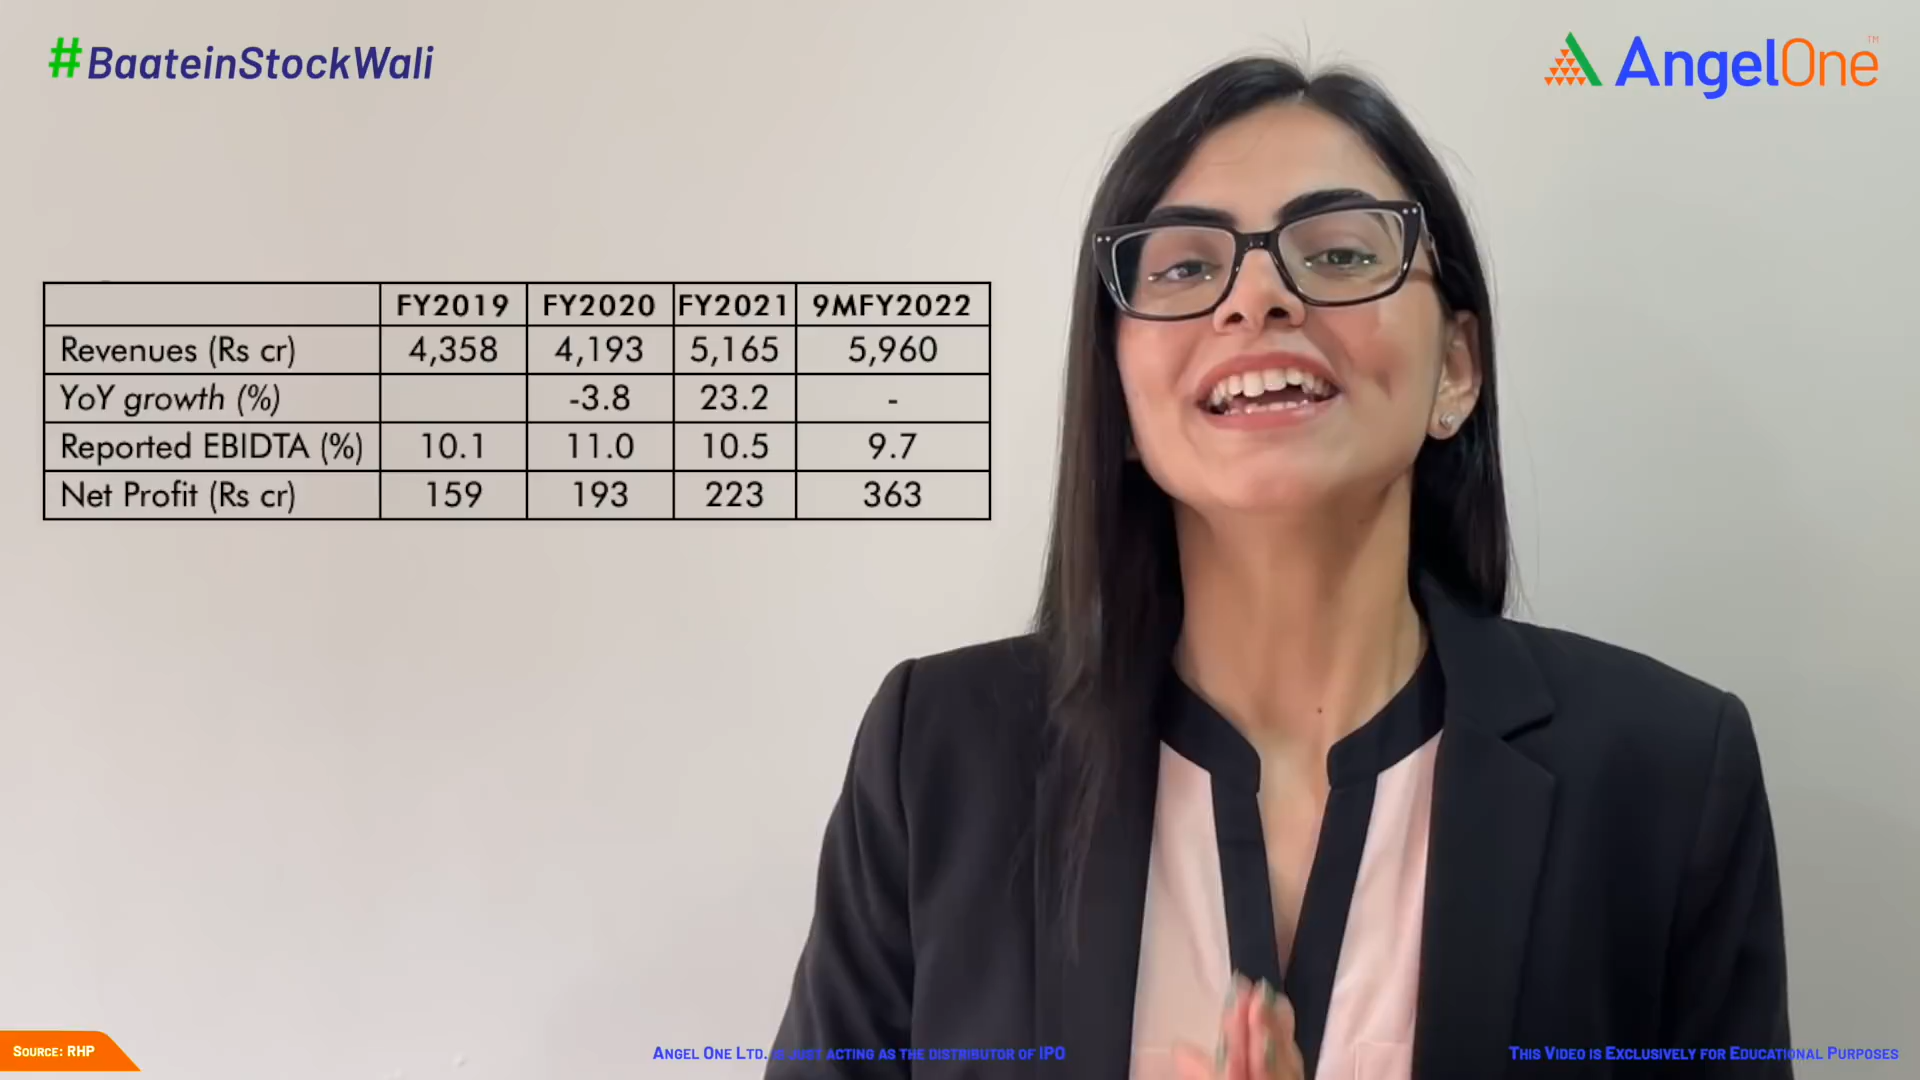 #BaateinStockWali
AngelOne™
FY2019 FY2020 FY2021 9MFY2022
Revenues (Rs cr) 4,358 4,193 5,165 5,960
YoY growth (%) -3.8 23.2 -
Reported EBIDTA (%) 10.1 11.0 10.5 9.7
Net Profit (Rs cr) 159 193 223 363
SOURCE: RHP
ANGEL ONE LTD. IS JUST ACTING AS THE DISTRIBUTOR OF IPO
THIS VIDEO IS EXCLUSIVELY FOR EDUCATIONAL PURPOSES